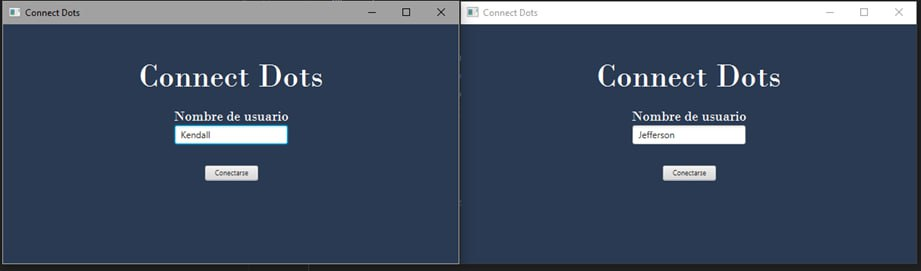 Connect Dots
Connect Dots
Nombre de usuario
Kendall
Conectarse
Connect Dots
Connect Dots
Nombre de usuario
Jefferson
Conectarse